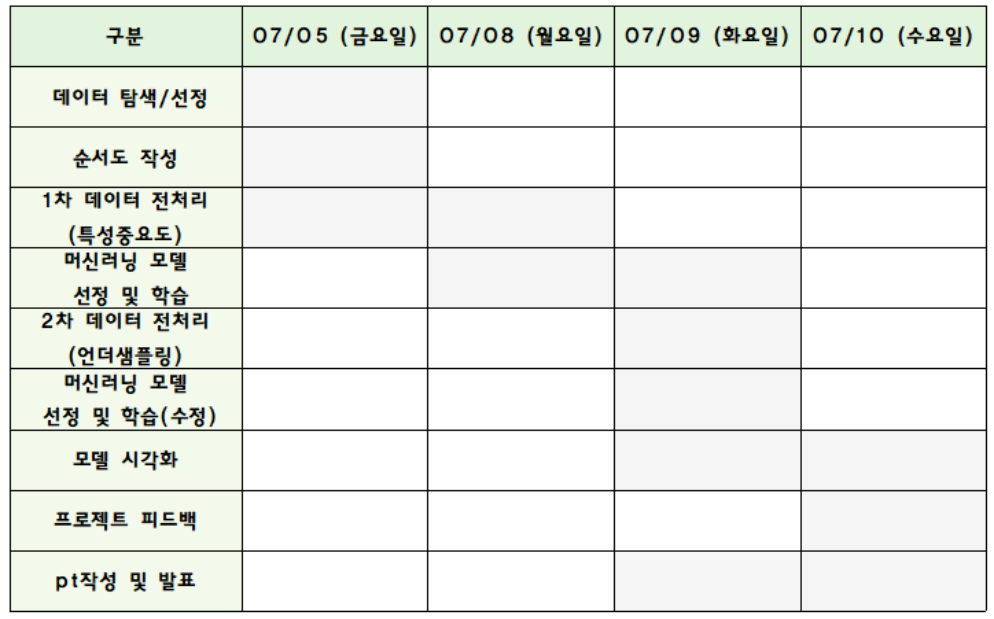 구분 07/05 (금요일) 07/08 (월요일) 07/09 (화요일) 07/10 (수요일)
데이터 탐색/선정
순서도 작성
1차 데이터 전처리
(특성중요도)
머신러닝 모델
선정 및 학습
2차 데이터 전처리
(언더샘플링)
머신러닝 모델
선정 및 학습(수정)
모델 시각화
프로젝트 피드백
pt작성 및 발표